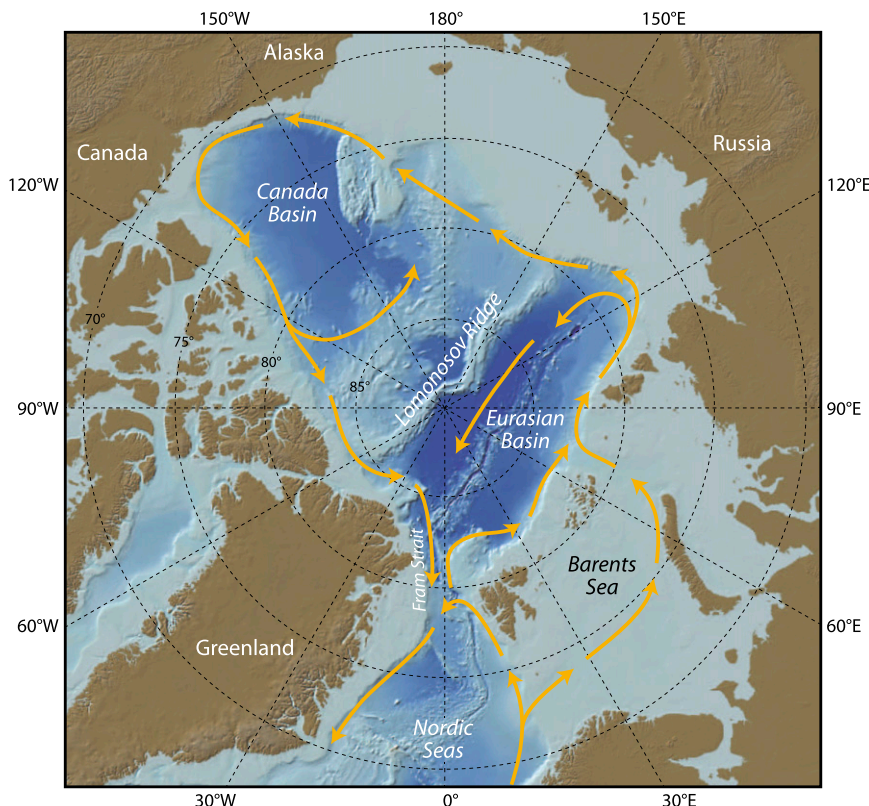 150°W
180°
150°E
Alaska
Canada
Russia
120°W
120°E
Canada
Basin
70°
75°
80°
85°
Lomonosov Ridge
90°W
90°E
Eurasian
Basin
Fram Strait
Barents
Sea
60°W
60°E
Greenland
Nordic
Seas
30°W
0°
30°E